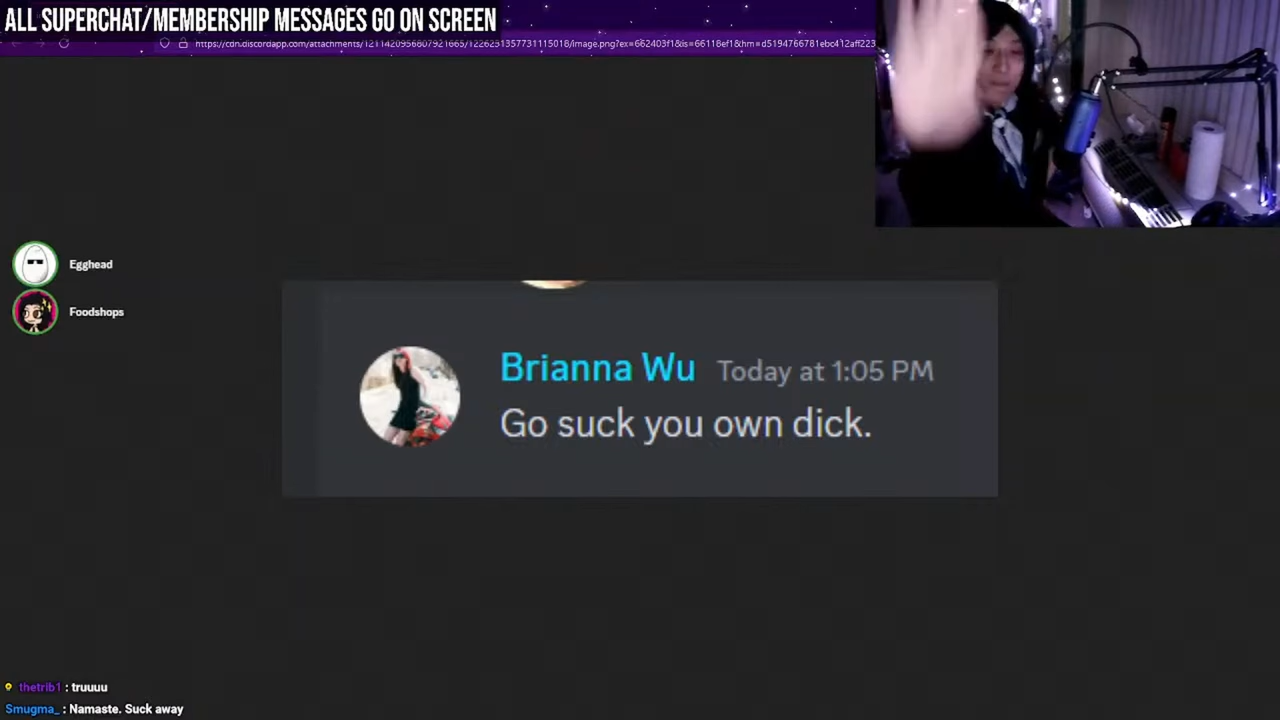 ALL SUPERCHAT/MEMBERSHIP MESSAGES GO ON SCREEN
Egghead
Foodshops
Brianna Wu Today at 1:05 PM
Go suck you own dick.
thetrib1 : truuuu
Smugma_ : Namaste. Suck away